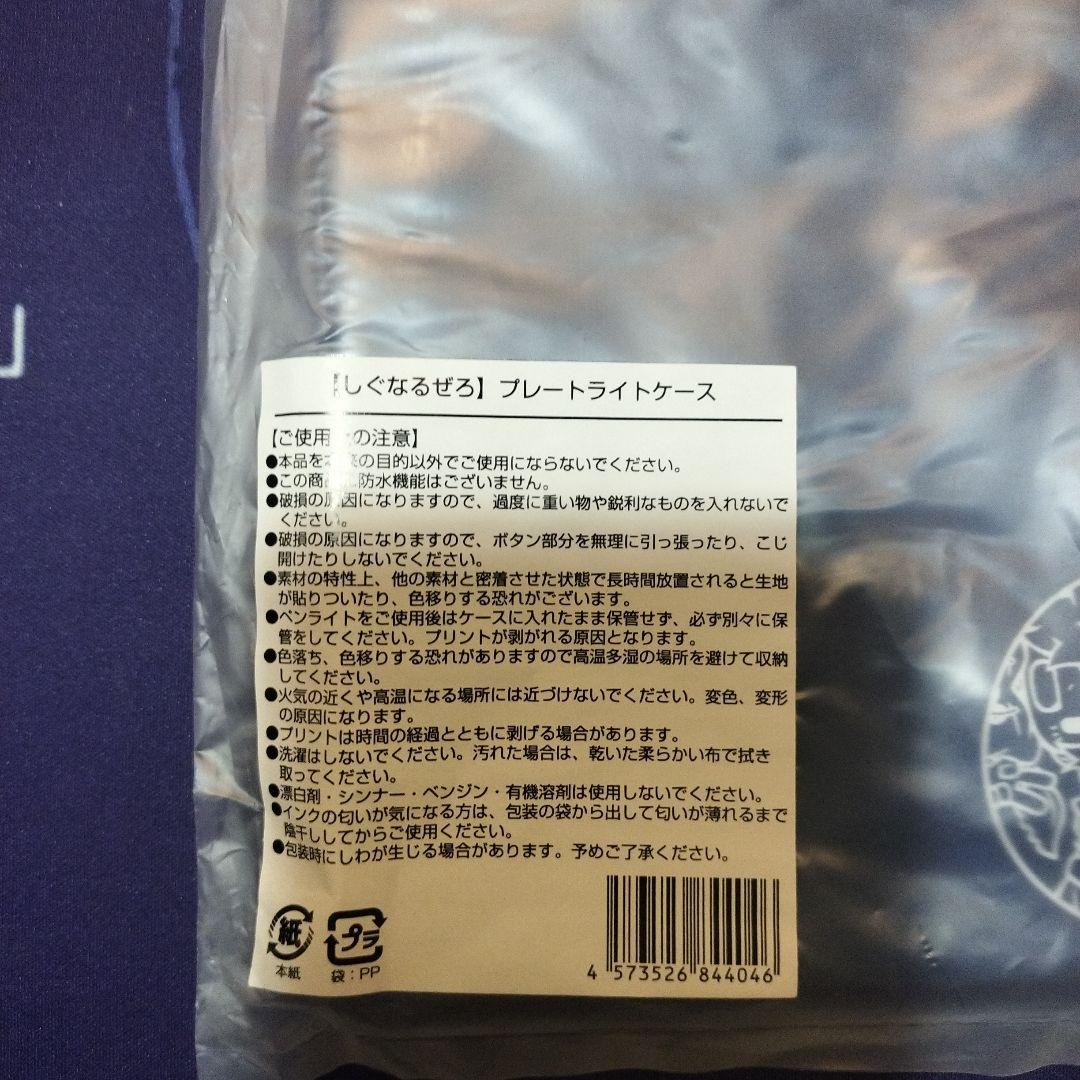 【しぐなるぜろ】プレートライトケース
【ご使用上の注意】
●本品を本来の目的以外でご使用にならないでください。
●この商品に防水機能はございません。
●破損の原因になりますので、過度に重い物や鋭利なものを入れないで
ください。
●破損の原因になりますので、ボタン部分を無理に引っ張ったり、こじ
開けたりしないでください。
●素材の特性上、他の素材と密着させた状態で長時間放置されると生地
が貼りついたり、色移りする恐れがございます。
●ペンライトをご使用後はケースに入れたまま保管せず、必ず別々に保
管をしてください。プリントが剥がれる原因となります。
●色落ち、色移りする恐れがありますので高温多湿の場所を避けて収納
してください。
●火気の近くや高温になる場所には近づけないでください。変色、変形
の原因になります。
●プリントは時間の経過とともに剥げる場合があります。
●洗濯はしないでください。汚れた場合は、乾いた柔らかい布で拭き
取ってください。
●漂白剤・シンナー・ベンジン・有機溶剤は使用しないでください。
●インクの匂いが気になる方は、包装の袋から出して匂いが薄れるまで
陰干ししてからご使用ください。
●包装時にしわが生じる場合があります。予めご了承ください。
紙
プラ
本紙
袋：PP
4 573526 844046